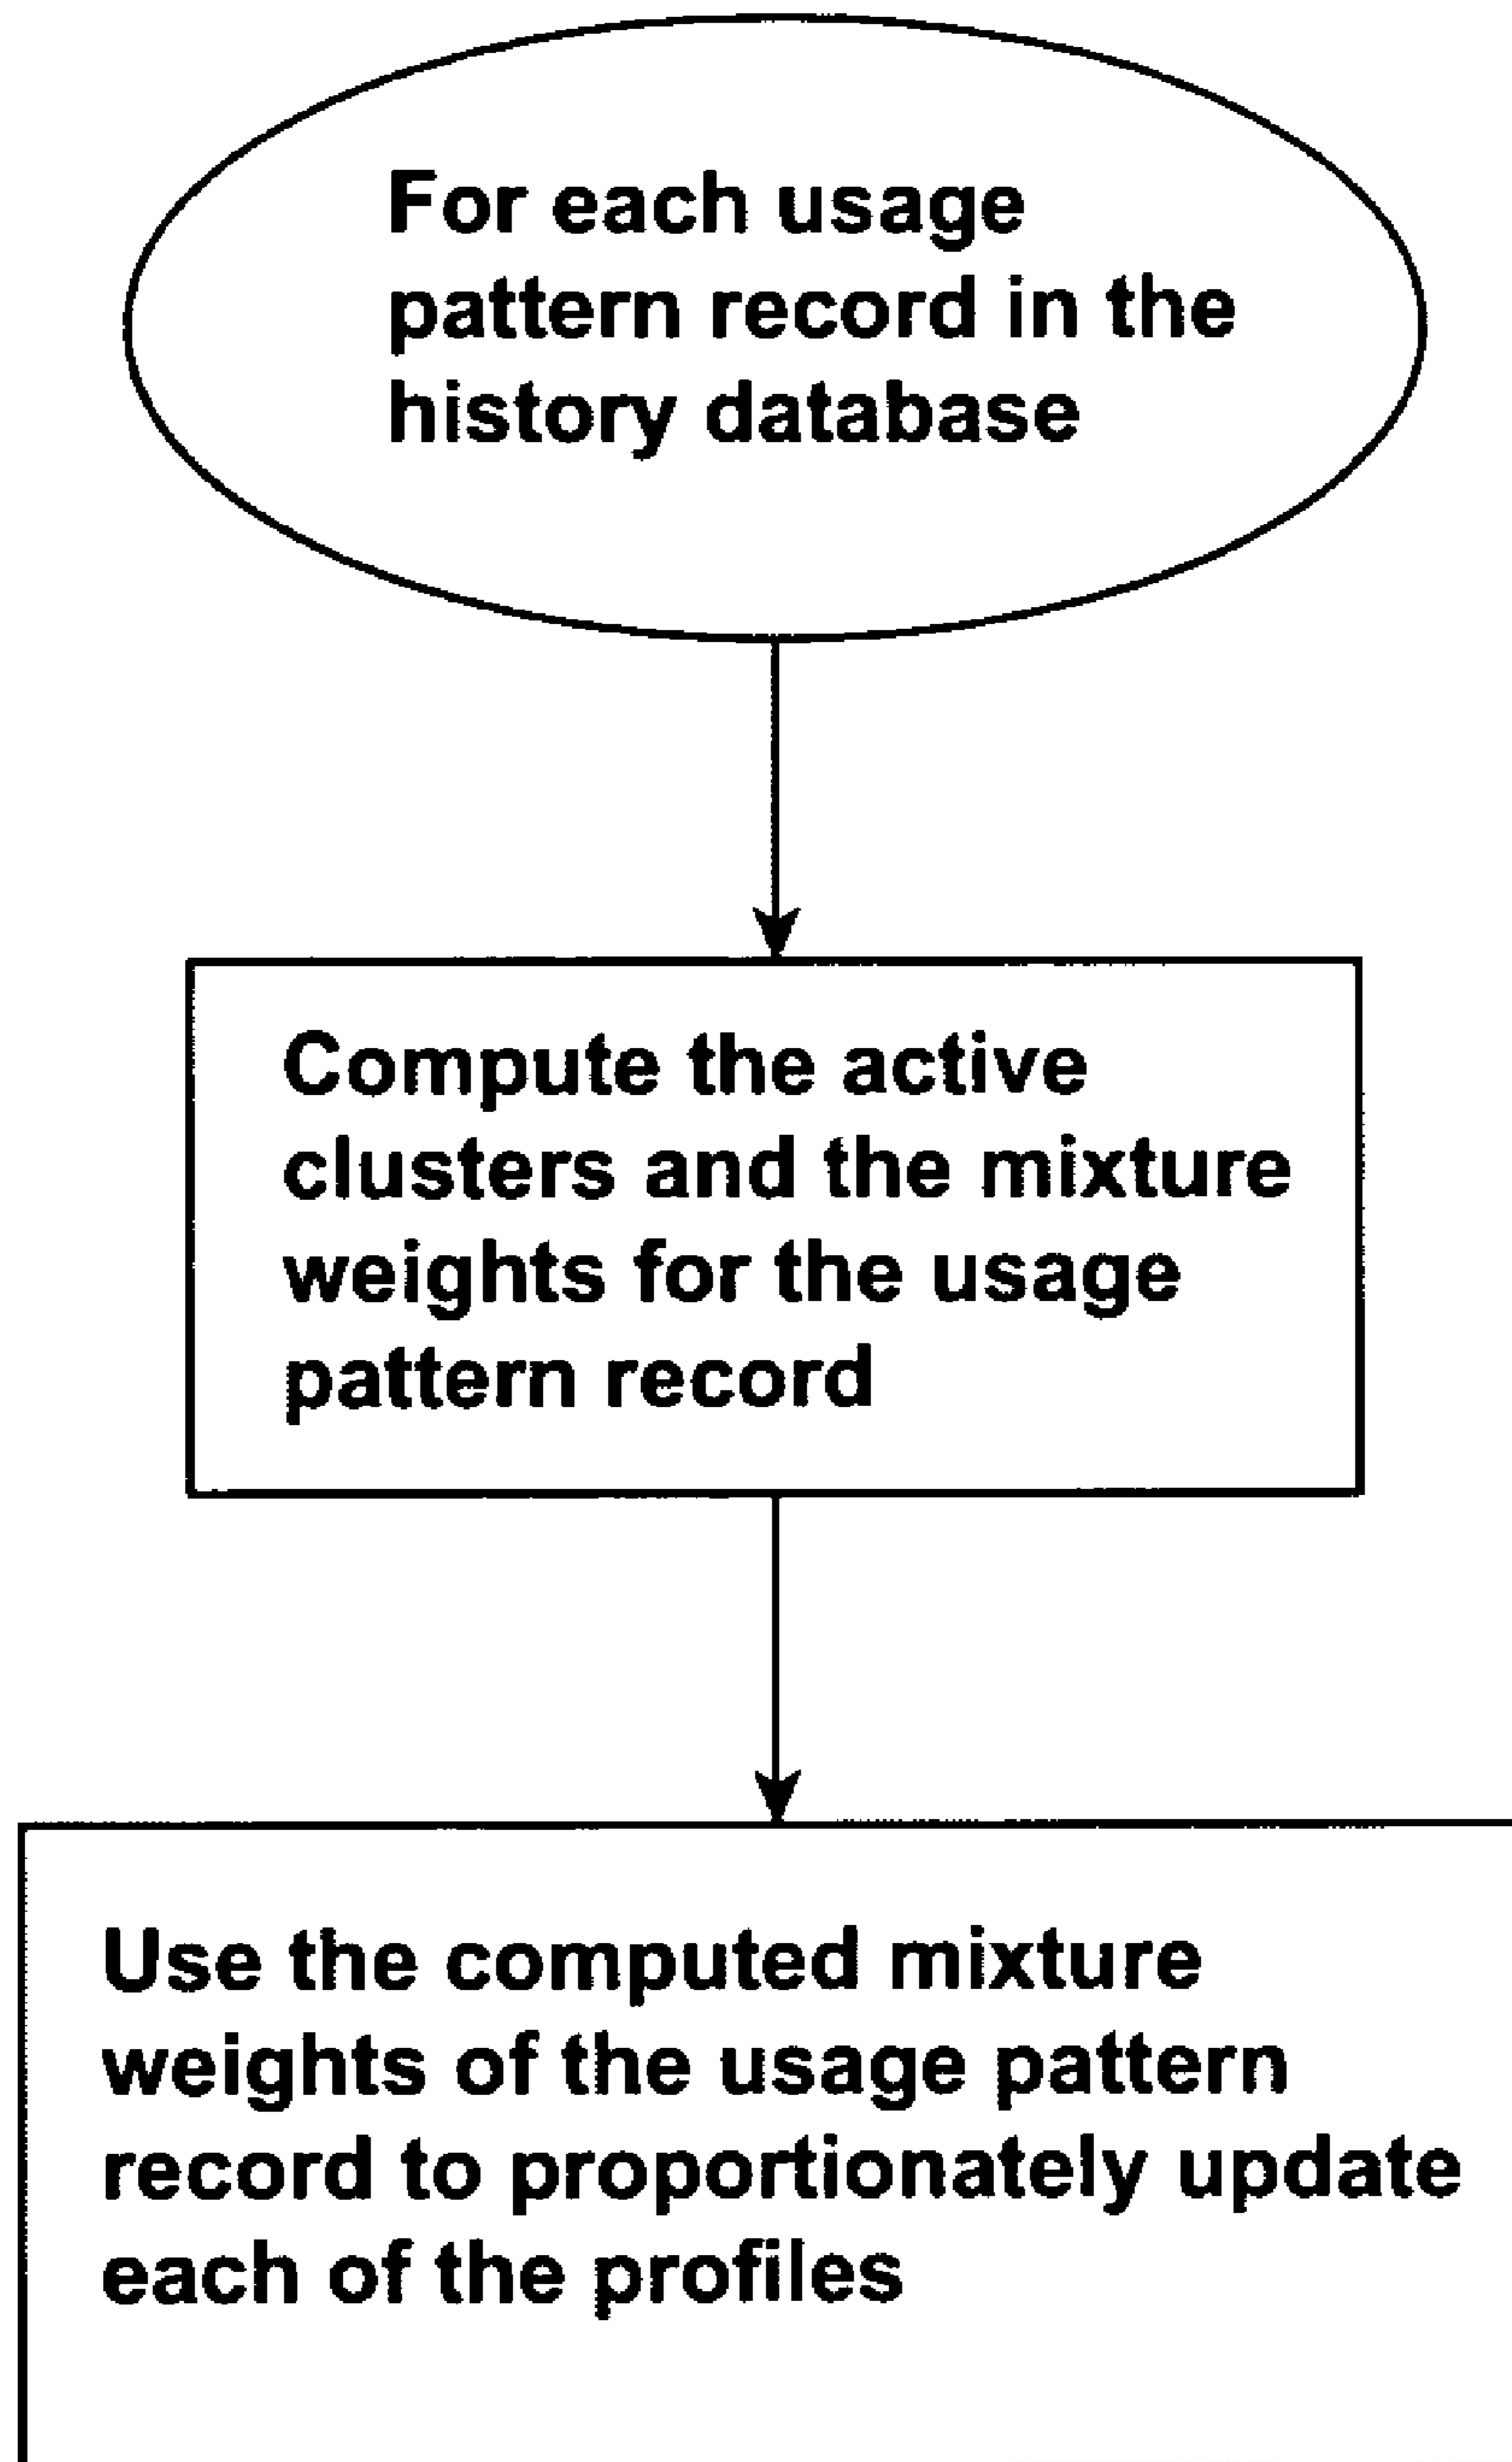 For each usage
pattern record in the
history database
Compute the active
clusters and the mixture
weights for the usage
pattern record
Use the computed mixture
weights of the usage pattern
record to proportionately update
each of the profiles